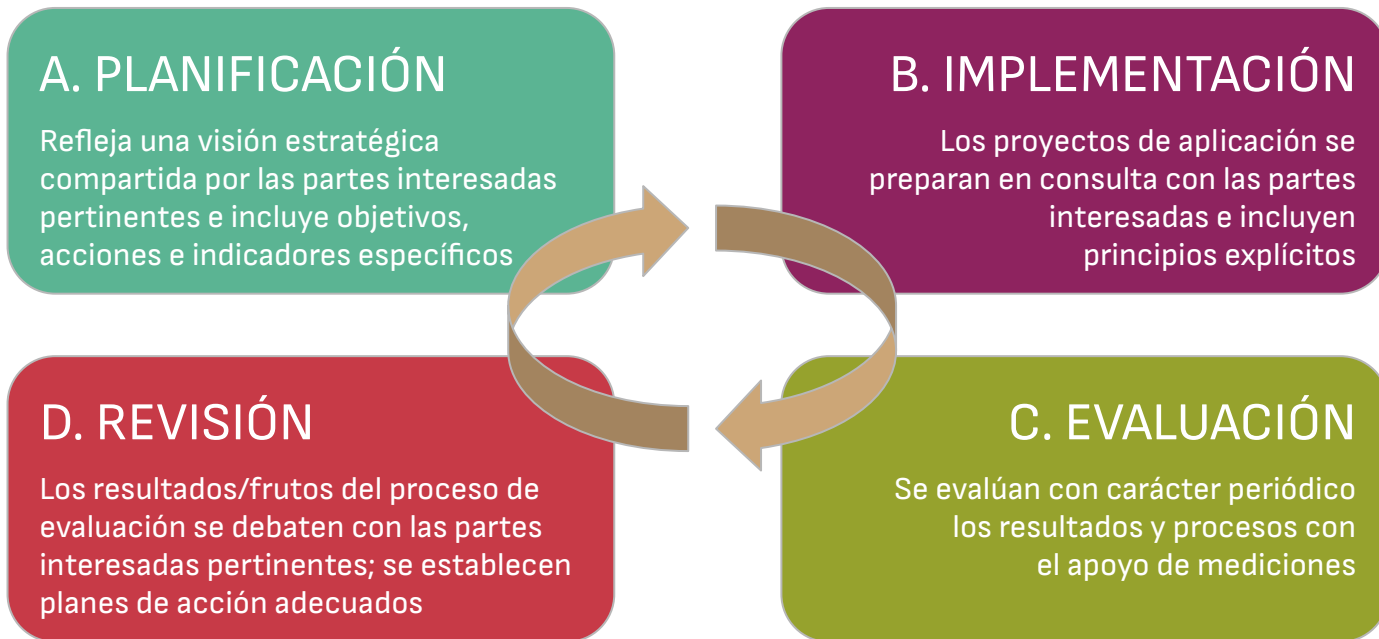 A. PLANIFICACIÓN
Refleja una visión estratégica
compartida por las partes interesadas
pertinentes e incluye objetivos,
acciones e indicadores específicos
B. IMPLEMENTACIÓN
Los proyectos de aplicación se
preparan en consulta con las partes
interesadas e incluyen
principios explícitos
C. EVALUACIÓN
Se evalúan con carácter periódico
los resultados y procesos con
el apoyo de mediciones
D. REVISIÓN
Los resultados/frutos del proceso de
evaluación se debaten con las partes
interesadas pertinentes; se establecen
planes de acción adecuados